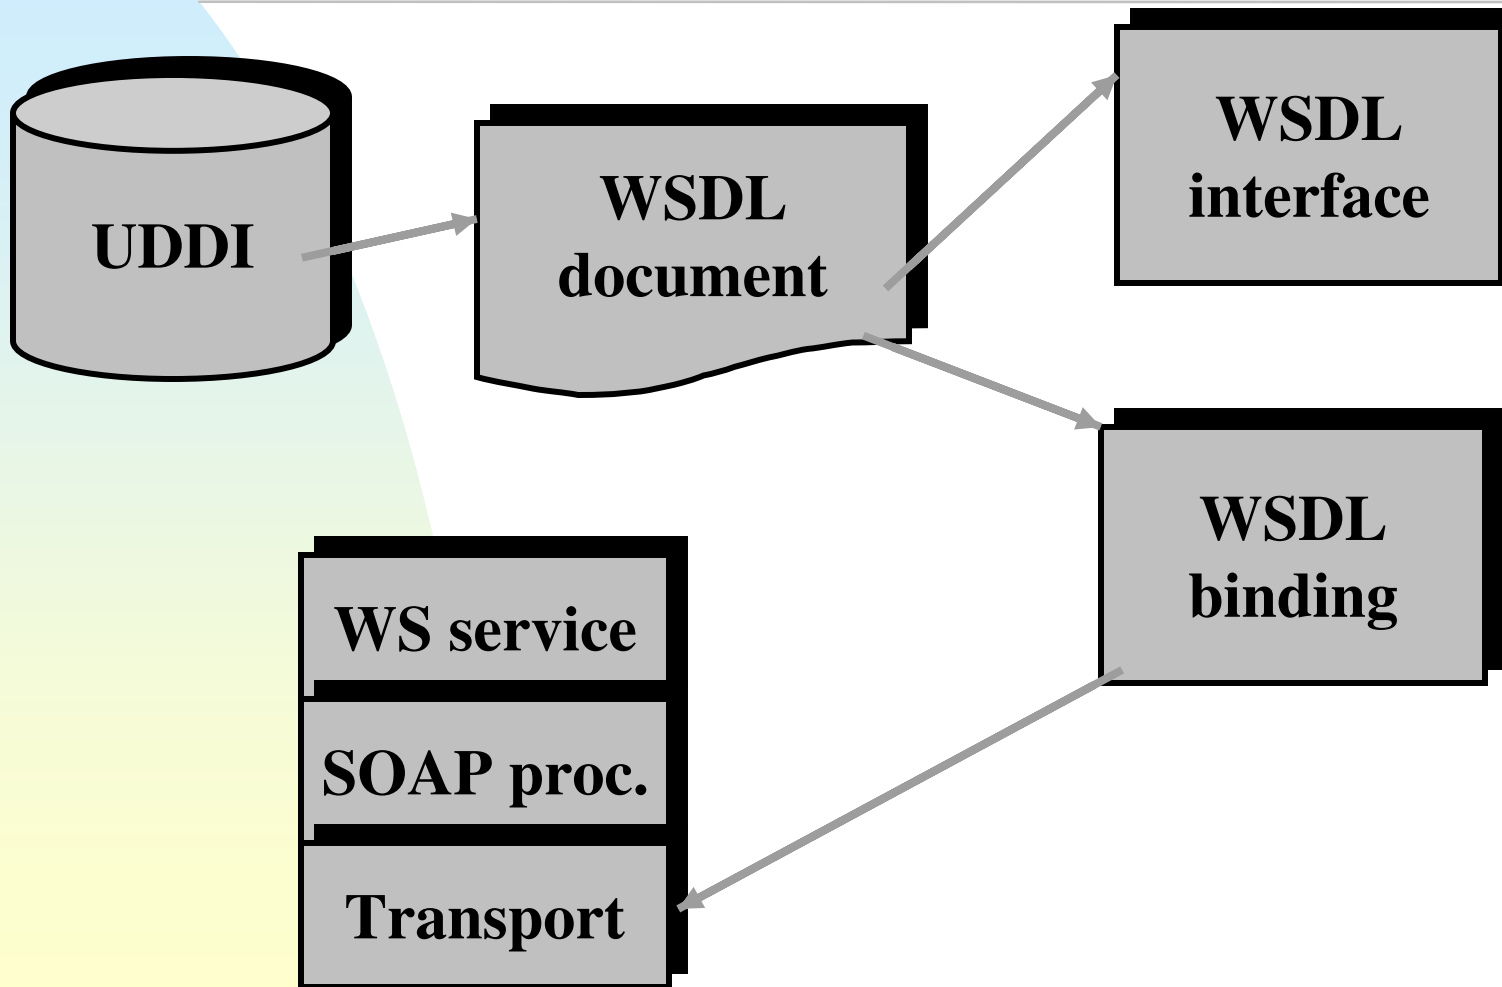 UDDI
WSDL
document
WSDL
interface
WSDL
binding
WS service
SOAP proc.
Transport